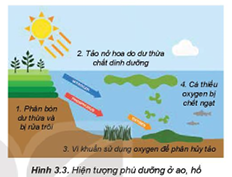 2. Tảo nở hoa do dư thừa
chất dinh dưỡng
4. Cá thiếu
oxygen bị
chết ngạt
1. Phân bón
dư thừa và
bị rửa trôi
3. Vi khuẩn sử dụng oxygen để phân hủy tảo
Hình 3.3. Hiện tượng phú dưỡng ở ao, hồ